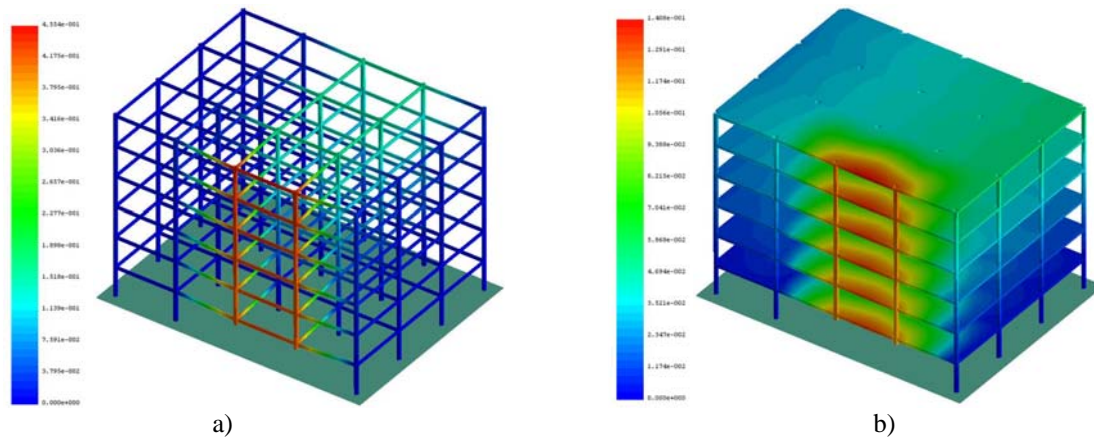 4.554e-001
4.175e-001
3.795e-001
3.416e-001
3.036e-001
2.657e-001
2.277e-001
1.898e-001
1.518e-001
1.139e-001
7.591e-002
3.795e-002
0.000e+000
a)
1.408e-001
1.291e-001
1.174e-001
1.056e-001
9.388e-002
8.215e-002
7.041e-002
5.868e-002
4.694e-002
3.521e-002
2.347e-002
1.174e-002
0.000e+000
b)